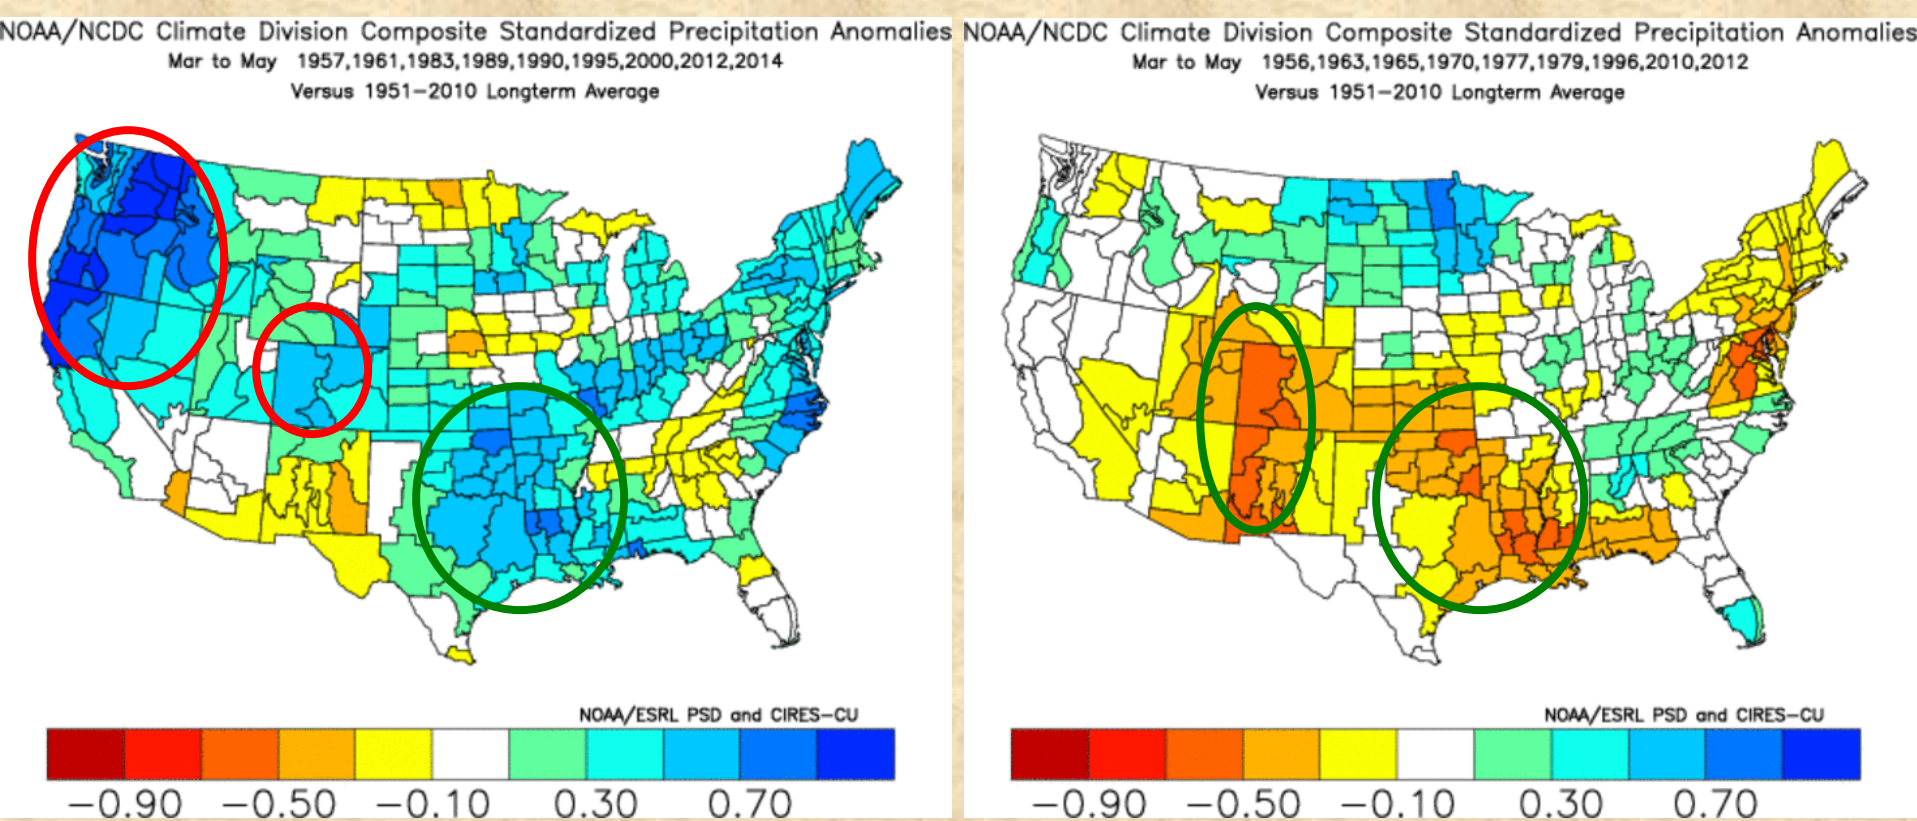 NOAA/NCDC Climate Division Composite Standardized Precipitation Anomalies
Mar to May 1957,1961,1983,1989,1990,1995,2000,2012,2014
Versus 1951-2010 Longterm Average
NOAA/ESRL PSD and CIRES-CU
-0.90 -0.50 -0.10 0.30 0.70
NOAA/NCDC Climate Division Composite Standardized Precipitation Anomalies
Mar to May 1956,1963,1965,1970,1977,1979,1996,2010,2012
Versus 1951-2010 Longterm Average
NOAA/ESRL PSD and CIRES-CU
-0.90 -0.50 -0.10 0.30 0.70